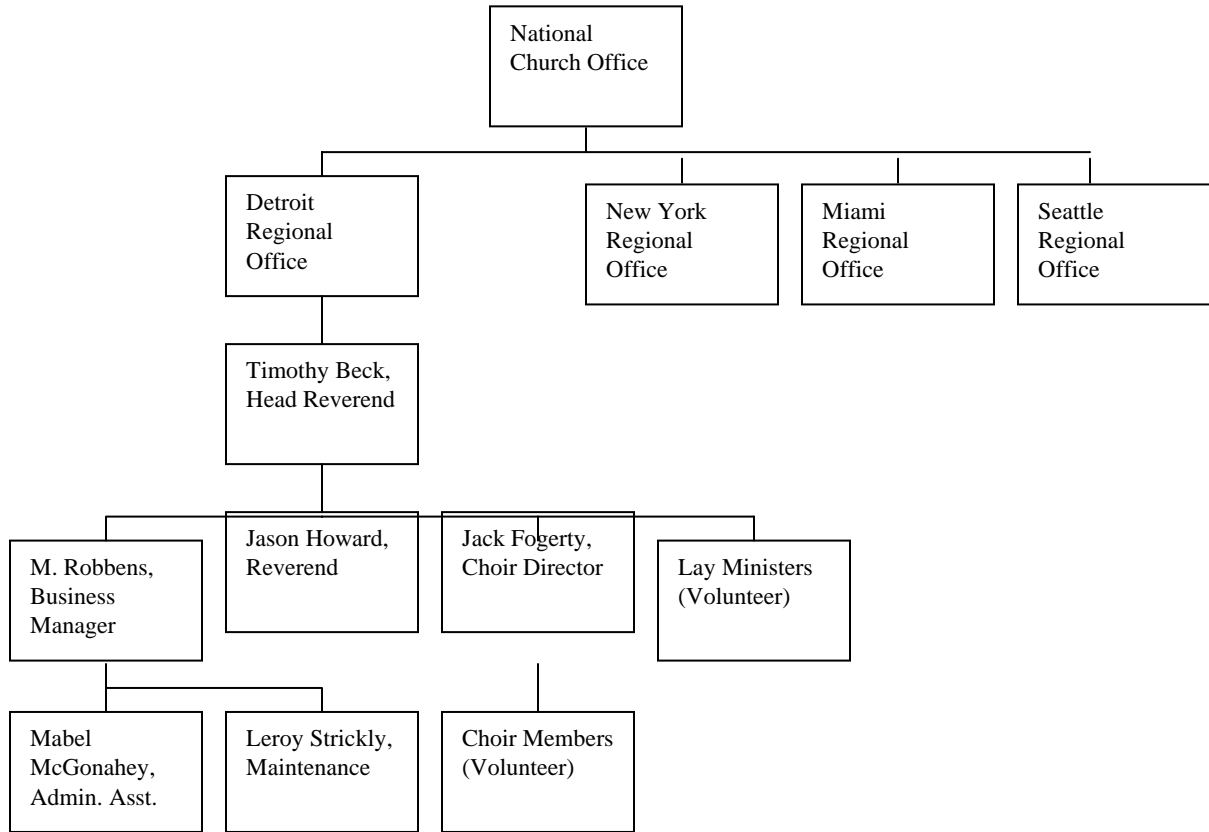 National
Church Office
Detroit
Regional
Office
New York
Regional
Office
Miami
Regional
Office
Seattle
Regional
Office
Timothy Beck,
Head Reverend
M. Robbens,
Business
Manager
Jason Howard,
Reverend
Jack Fogerty,
Choir Director
Lay Ministers
(Volunteer)
Mabel
McGonahey,
Admin. Asst.
Leroy Strickly,
Maintenance
Choir Members
(Volunteer)